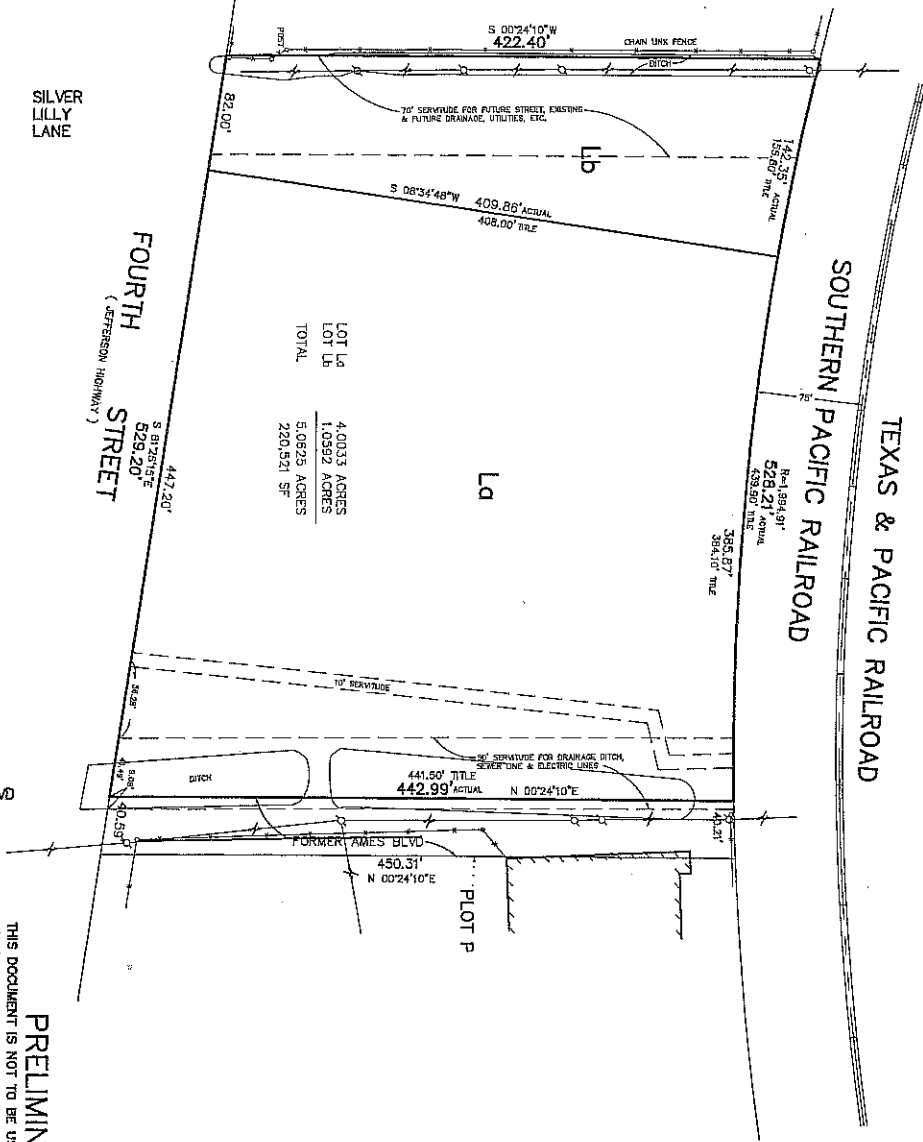 S 00°24'10"W
422.40'
CHAIN LINK FENCE
POST
DITCH
70' SERVITUDE FOR FUTURE STREET, EXISTING
& FUTURE DRAINAGE, UTILITIES, ETC.
SILVER
LILLY
LANE
82.00'
Lb
142.35' ACTUAL
155.80' TITLE
S 08°34'48"W 409.86' ACTUAL
408.00' TITLE
FOURTH STREET
( JEFFERSON HIGHWAY )
S 81°25'15"E
529.20'
447.20'
SOUTHERN PACIFIC RAILROAD
TEXAS & PACIFIC RAILROAD
75'
R=1,994.91'
528.21' ACTUAL
439.90' TITLE
385.87'
384.10' TITLE
LOT La 4.0033 ACRES
LOT Lb 1.0592 ACRES
TOTAL 5.0625 ACRES
220,521 SF
La
10' SERVITUDE
56.28'
50' SERVITUDE FOR DRAINAGE DITCH,
SEWER LINE & ELECTRIC LINES
DITCH
441.50' TITLE
442.99' ACTUAL N 00°24'10"E
40.59'
40.21'
FORMER AMES BLVD
450.31'
N 00°24'10"E
PLOT P
PRELIMIN
THIS DOCUMENT IS NOT TO BE US